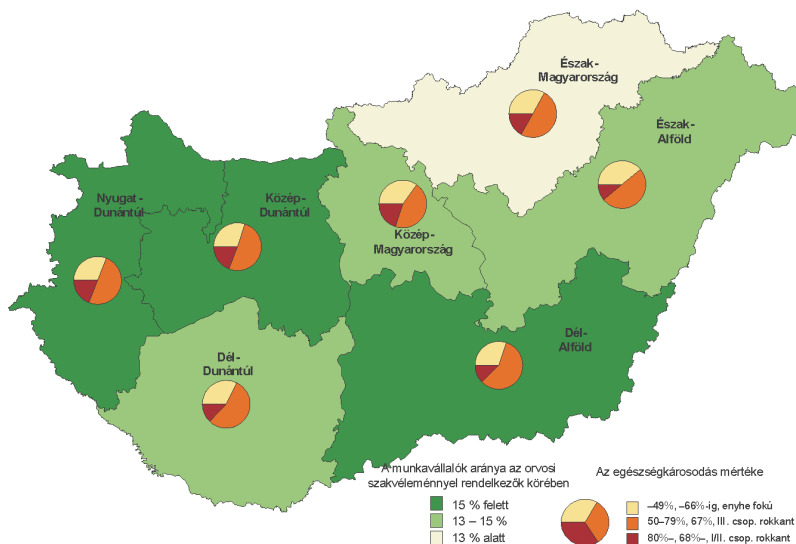 Észak-
Magyarország
Észak-
Alföld
Nyugat-
Dunántúl
Közép-
Dunántúl
Közép-
Magyarország
Dél-
Alföld
Dél-
Dunántúl
A munkavállalók aránya az orvosi
szakvéleménnyel rendelkezők körében
15 % felett
13 – 15 %
13 % alatt
Az egészségkárosodás mértéke
–49%, –66%-ig, enyhe fokú
50–79%, 67%, III. csop. rokkant
80%–, 68%–, I/II. csop. rokkant